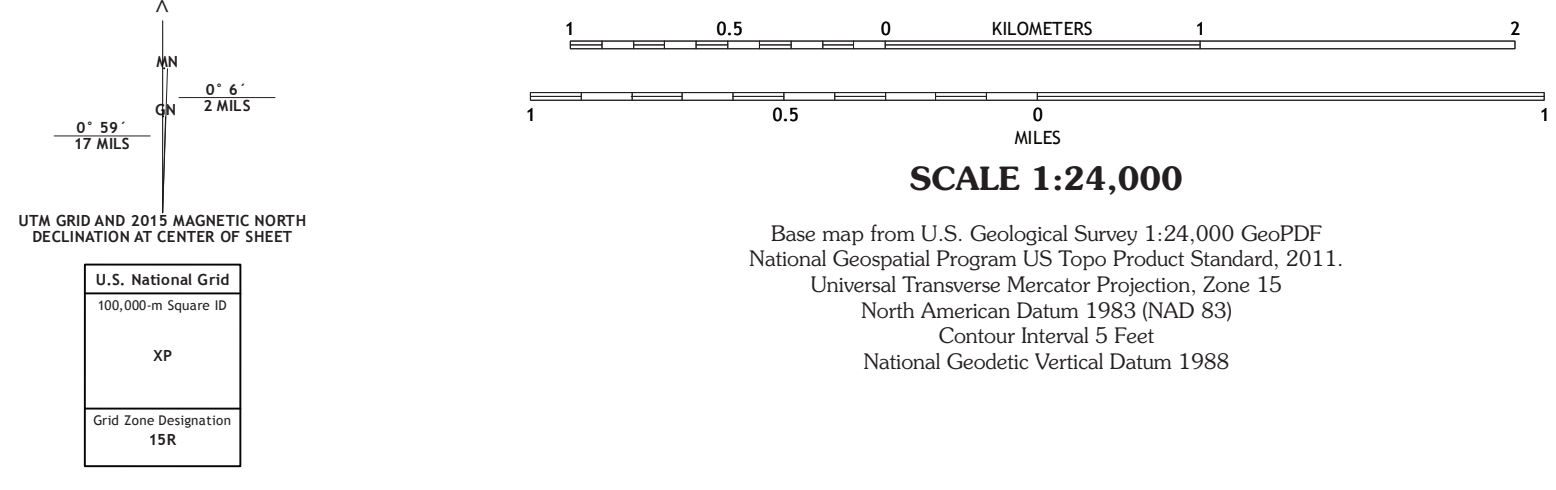 MN
GN
0° 6´
2 MILS
0° 59´
17 MILS
UTM GRID AND 2015 MAGNETIC NORTH
DECLINATION AT CENTER OF SHEET
U.S. National Grid
100,000-m Square ID
XP
Grid Zone Designation
15R
1 0.5 0 KILOMETERS 1 2
1 0.5 0 1
MILES
SCALE 1:24,000
Base map from U.S. Geological Survey 1:24,000 GeoPDF
National Geospatial Program US Topo Product Standard, 2011.
Universal Transverse Mercator Projection, Zone 15
North American Datum 1983 (NAD 83)
Contour Interval 5 Feet
National Geodetic Vertical Datum 1988